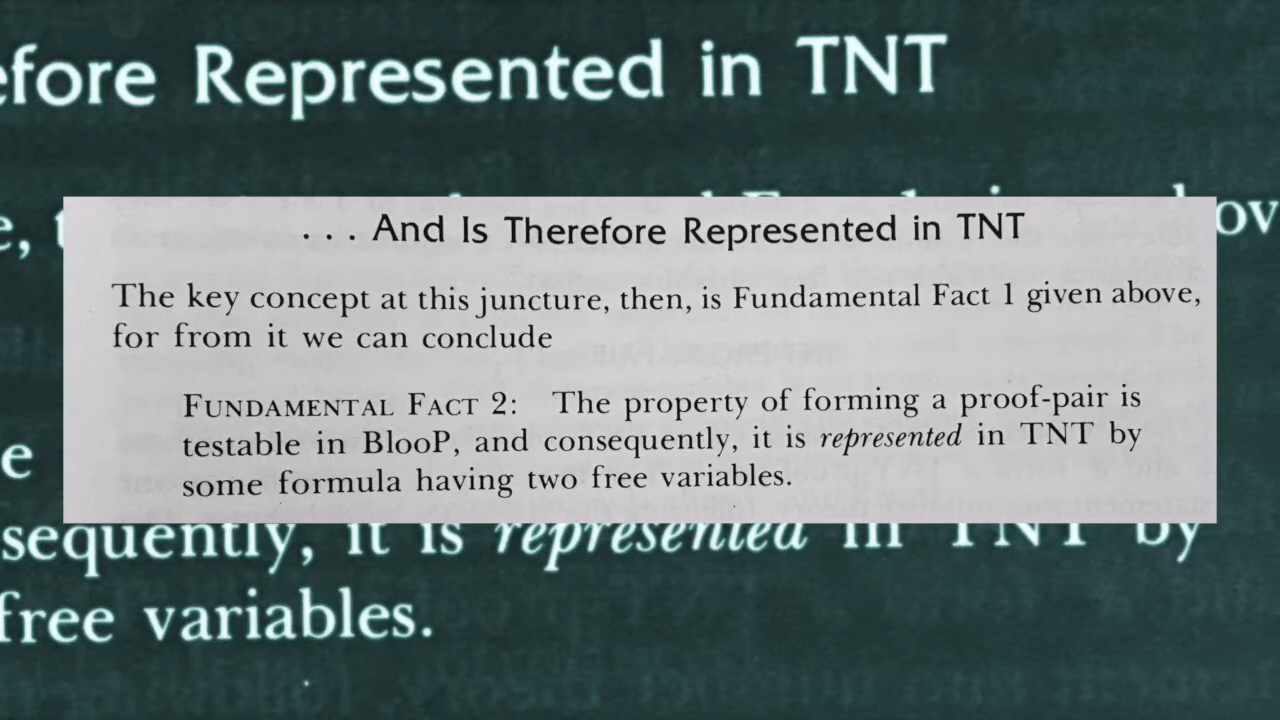 efore Represented in TNT
. . And Is Therefore Represented in TNT
The key concept at this juncture, then, is Fundamental Fact 1 given above,
for from it we can conclude
FUNDAMENTAL FACT 2: The property of forming a proof-pair is
testable in BlooP, and consequently, it is represented in TNT by
some formula having two free variables.
sequently, it is represented in TNT by
free variables.